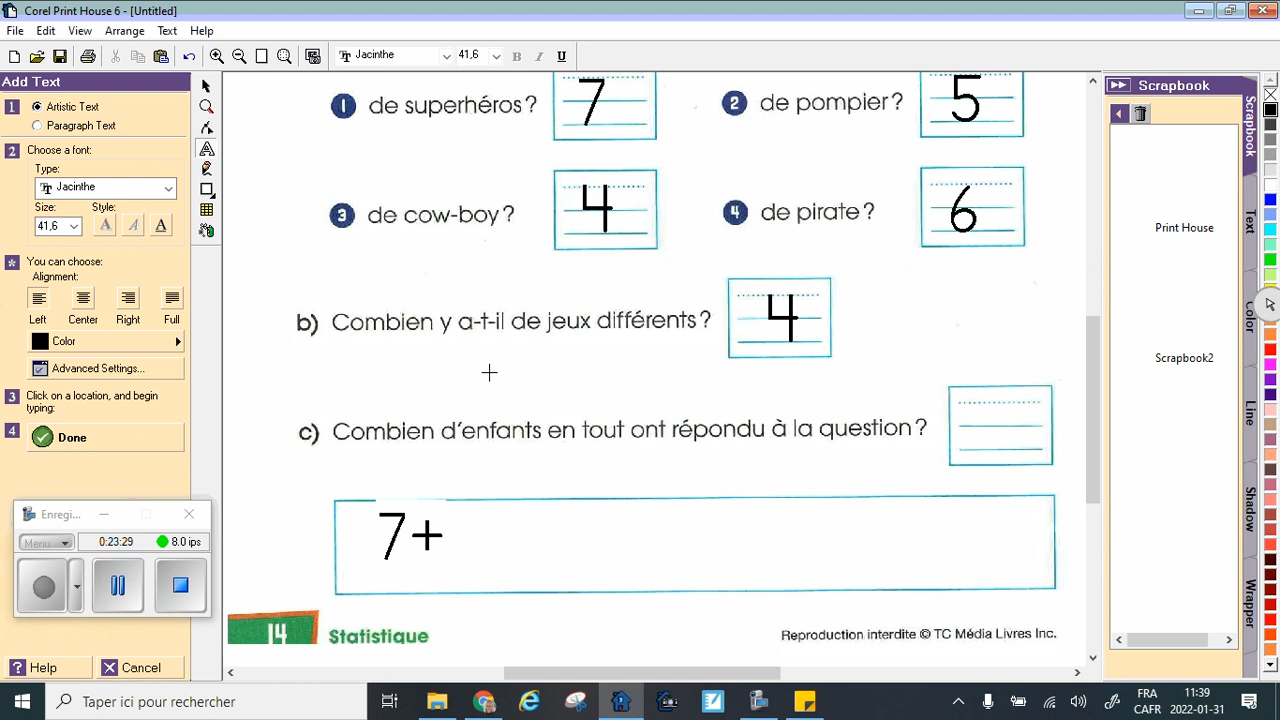 Corel Print House 6 - [Untitled]
File Edit View Arrange Text Help
Jacinthe 41,6 B I U
Add Text
1 Artistic Text
Paragraph Text
2 Choose a font:
Type:
Jacinthe
Size: Style:
41,6 A A A
* You can choose:
Alignment:
Left Center Right Full
Color
Advanced Settings...
3 Click on a location, and begin typing:
4 Done
Enregi...
Menu 0:23:29 8.0 ips
Help Cancel
1 de superhéros? 7
2 de pompier? 5
3 de cow-boy? 4
4 de pirate? 6
b) Combien y a-t-il de jeux différents? 4
c) Combien d'enfants en tout ont répondu à la question?
7+
14 Statistique
Reproduction interdite © TC Média Livres Inc.
Scrapbook
Print House
Scrapbook2
Scrapbook
Text
Color
Line
Shadow
Wrapper
Taper ici pour rechercher
FRA
CAFR
11:39
2022-01-31